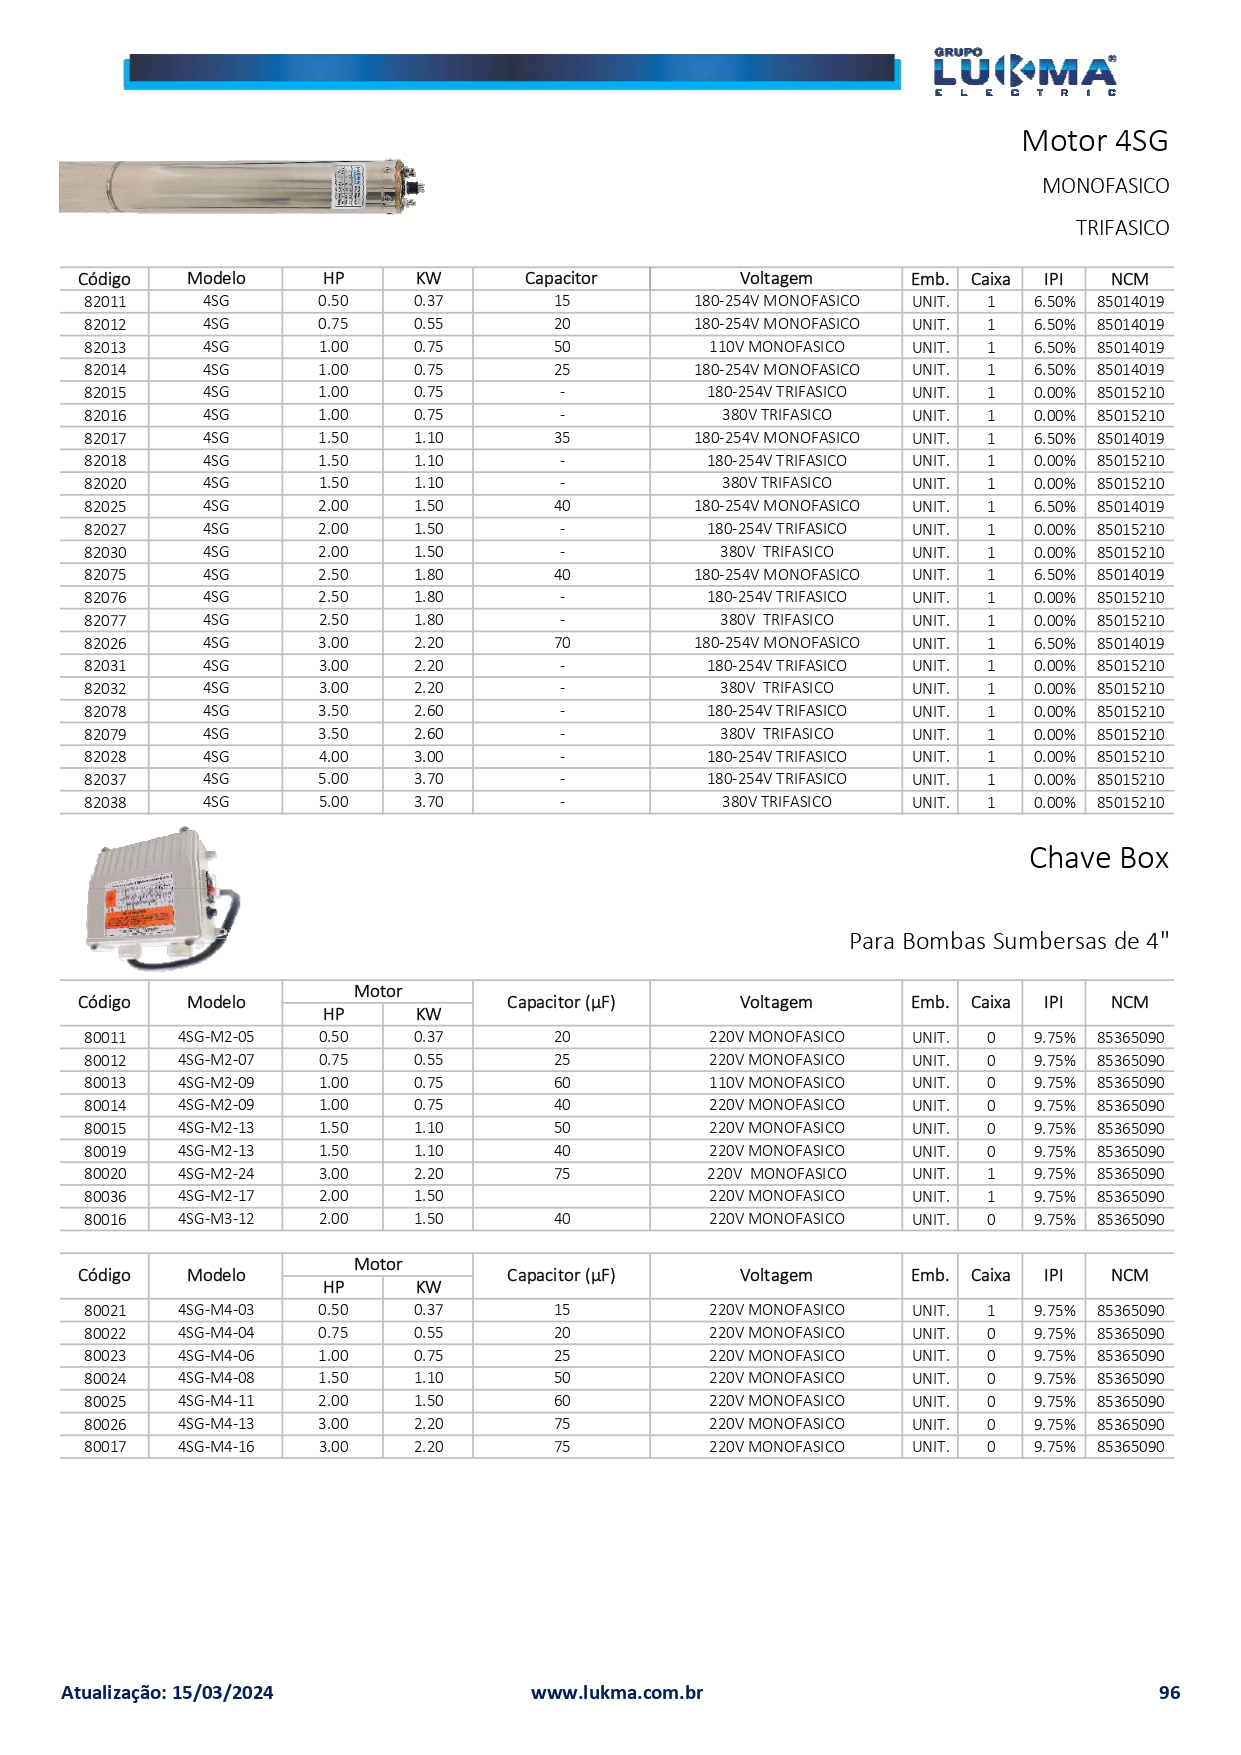 GRUPO
LUKMA®
ELECTRIC
Motor 4SG
MONOFASICO
TRIFASICO
Código Modelo HP KW Capacitor Voltagem Emb. Caixa IPI NCM
82011 4SG 0.50 0.37 15 180-254V MONOFASICO UNIT. 1 6.50% 85014019
82012 4SG 0.75 0.55 20 180-254V MONOFASICO UNIT. 1 6.50% 85014019
82013 4SG 1.00 0.75 50 110V MONOFASICO UNIT. 1 6.50% 85014019
82014 4SG 1.00 0.75 25 180-254V MONOFASICO UNIT. 1 6.50% 85014019
82015 4SG 1.00 0.75 - 180-254V TRIFASICO UNIT. 1 0.00% 85015210
82016 4SG 1.00 0.75 - 380V TRIFASICO UNIT. 1 0.00% 85015210
82017 4SG 1.50 1.10 35 180-254V MONOFASICO UNIT. 1 6.50% 85014019
82018 4SG 1.50 1.10 - 180-254V TRIFASICO UNIT. 1 0.00% 85015210
82020 4SG 1.50 1.10 - 380V TRIFASICO UNIT. 1 0.00% 85015210
82025 4SG 2.00 1.50 40 180-254V MONOFASICO UNIT. 1 6.50% 85014019
82027 4SG 2.00 1.50 - 180-254V TRIFASICO UNIT. 1 0.00% 85015210
82030 4SG 2.00 1.50 - 380V TRIFASICO UNIT. 1 0.00% 85015210
82075 4SG 2.50 1.80 40 180-254V MONOFASICO UNIT. 1 6.50% 85014019
82076 4SG 2.50 1.80 - 180-254V TRIFASICO UNIT. 1 0.00% 85015210
82077 4SG 2.50 1.80 - 380V TRIFASICO UNIT. 1 0.00% 85015210
82026 4SG 3.00 2.20 70 180-254V MONOFASICO UNIT. 1 6.50% 85014019
82031 4SG 3.00 2.20 - 180-254V TRIFASICO UNIT. 1 0.00% 85015210
82032 4SG 3.00 2.20 - 380V TRIFASICO UNIT. 1 0.00% 85015210
82078 4SG 3.50 2.60 - 180-254V TRIFASICO UNIT. 1 0.00% 85015210
82079 4SG 3.50 2.60 - 380V TRIFASICO UNIT. 1 0.00% 85015210
82028 4SG 4.00 3.00 - 180-254V TRIFASICO UNIT. 1 0.00% 85015210
82037 4SG 5.00 3.70 - 180-254V TRIFASICO UNIT. 1 0.00% 85015210
82038 4SG 5.00 3.70 - 380V TRIFASICO UNIT. 1 0.00% 85015210
Chave Box
Para Bombas Sumbersas de 4"
Código Modelo Motor Capacitor (µF) Voltagem Emb. Caixa IPI NCM
HP KW
80011 4SG-M2-05 0.50 0.37 20 220V MONOFASICO UNIT. 0 9.75% 85365090
80012 4SG-M2-07 0.75 0.55 25 220V MONOFASICO UNIT. 0 9.75% 85365090
80013 4SG-M2-09 1.00 0.75 60 110V MONOFASICO UNIT. 0 9.75% 85365090
80014 4SG-M2-09 1.00 0.75 40 220V MONOFASICO UNIT. 0 9.75% 85365090
80015 4SG-M2-13 1.50 1.10 50 220V MONOFASICO UNIT. 0 9.75% 85365090
80019 4SG-M2-13 1.50 1.10 40 220V MONOFASICO UNIT. 0 9.75% 85365090
80020 4SG-M2-24 3.00 2.20 75 220V MONOFASICO UNIT. 1 9.75% 85365090
80036 4SG-M2-17 2.00 1.50 220V MONOFASICO UNIT. 1 9.75% 85365090
80016 4SG-M3-12 2.00 1.50 40 220V MONOFASICO UNIT. 0 9.75% 85365090
Código Modelo Motor Capacitor (µF) Voltagem Emb. Caixa IPI NCM
HP KW
80021 4SG-M4-03 0.50 0.37 15 220V MONOFASICO UNIT. 1 9.75% 85365090
80022 4SG-M4-04 0.75 0.55 20 220V MONOFASICO UNIT. 0 9.75% 85365090
80023 4SG-M4-06 1.00 0.75 25 220V MONOFASICO UNIT. 0 9.75% 85365090
80024 4SG-M4-08 1.50 1.10 50 220V MONOFASICO UNIT. 0 9.75% 85365090
80025 4SG-M4-11 2.00 1.50 60 220V MONOFASICO UNIT. 0 9.75% 85365090
80026 4SG-M4-13 3.00 2.20 75 220V MONOFASICO UNIT. 0 9.75% 85365090
80017 4SG-M4-16 3.00 2.20 75 220V MONOFASICO UNIT. 0 9.75% 85365090
Atualização: 15/03/2024 www.lukma.com.br 96